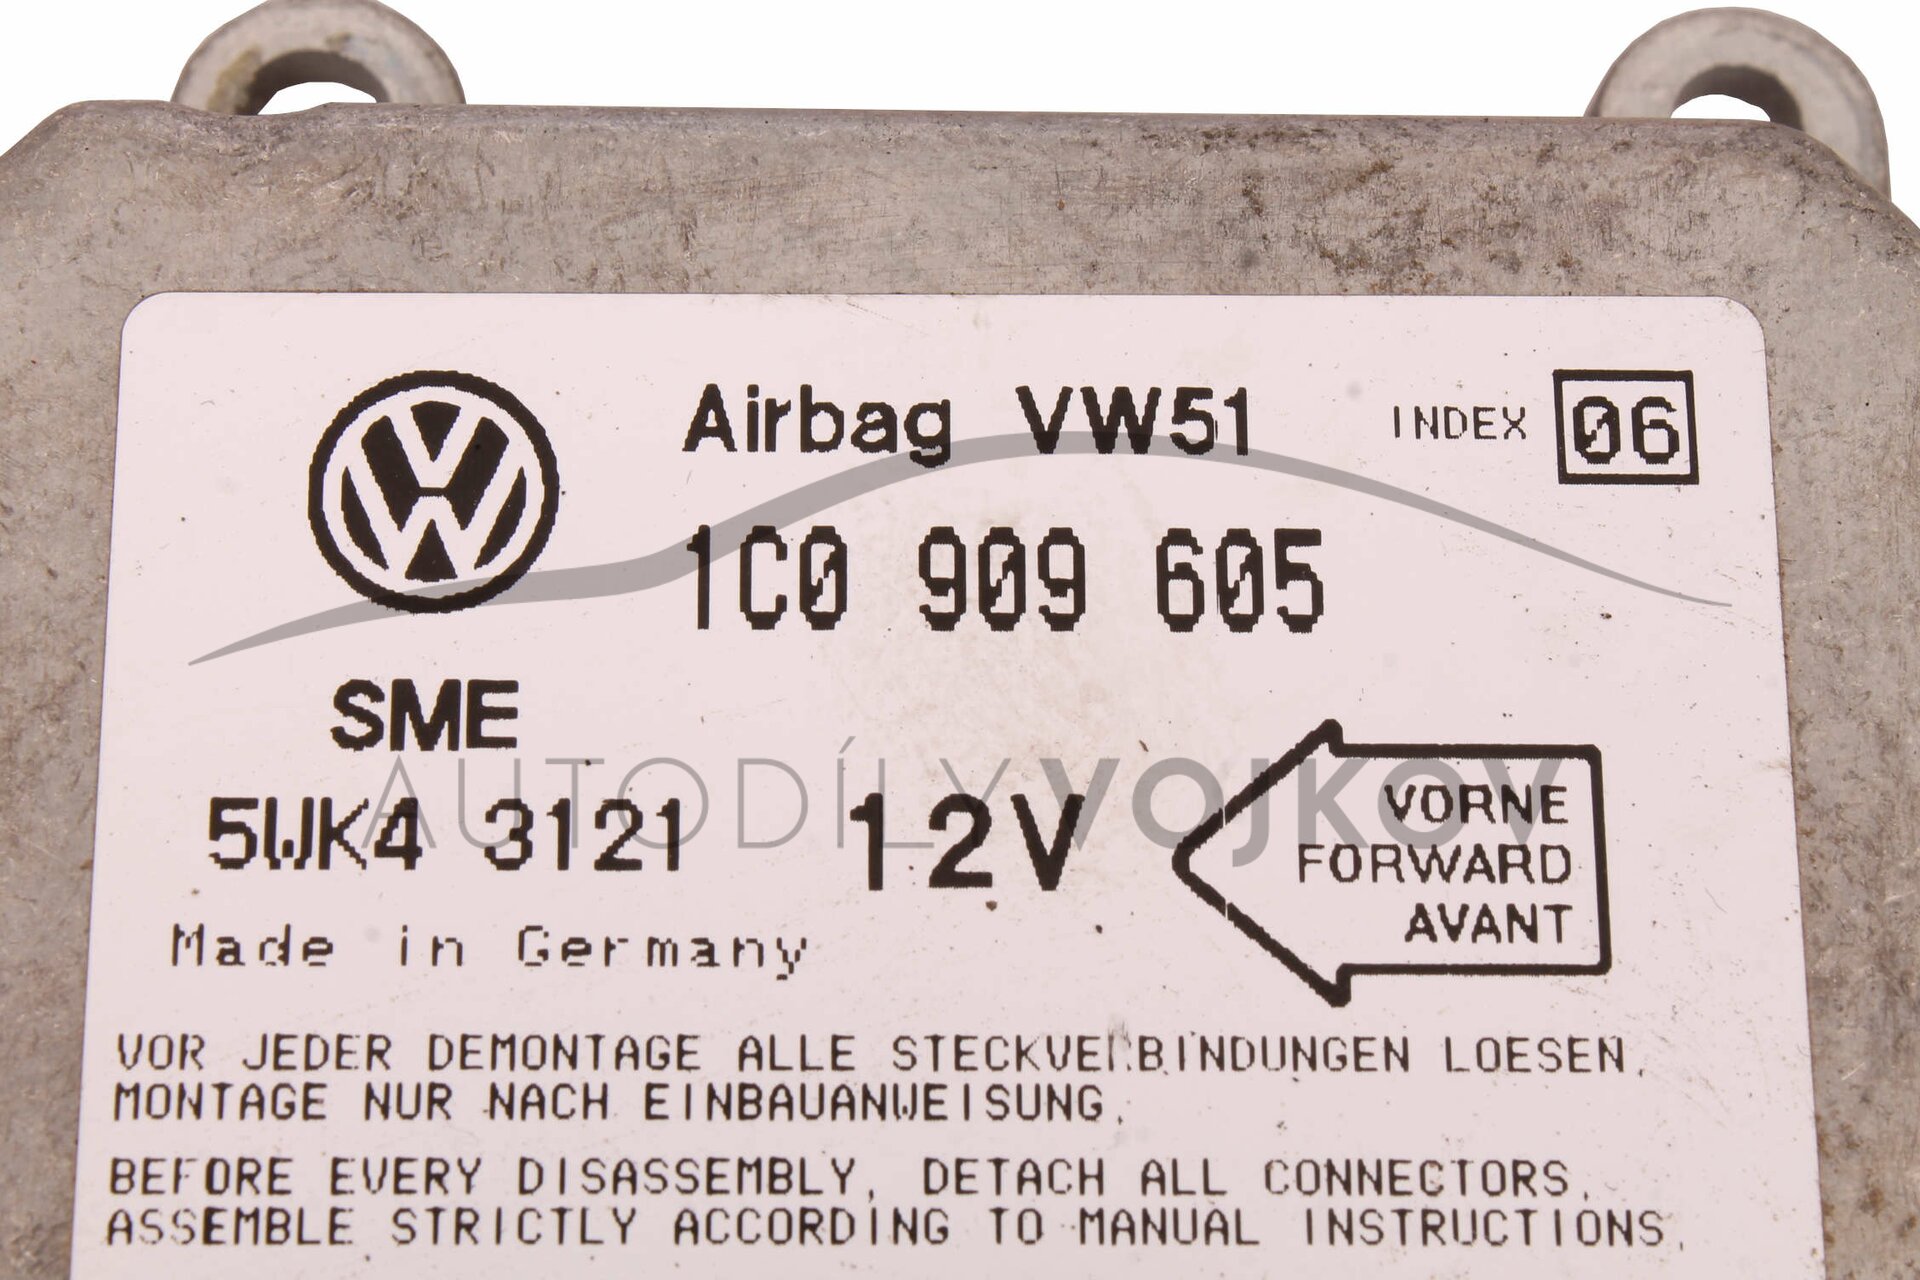 Airbag VW51 INDEX 06
1C0 909 605
SME
AUTODÍLY VOJKOV
5WK4 3121 12V
VORNE
FORWARD
AVANT
Made in Germany
VOR JEDER DEMONTAGE ALLE STECKVERBINDUNGEN LOESEN.
MONTAGE NUR NACH EINBAUANWEISUNG.
BEFORE EVERY DISASSEMBLY, DETACH ALL CONNECTORS.
ASSEMBLE STRICTLY ACCORDING TO MANUAL INSTRUCTIONS.